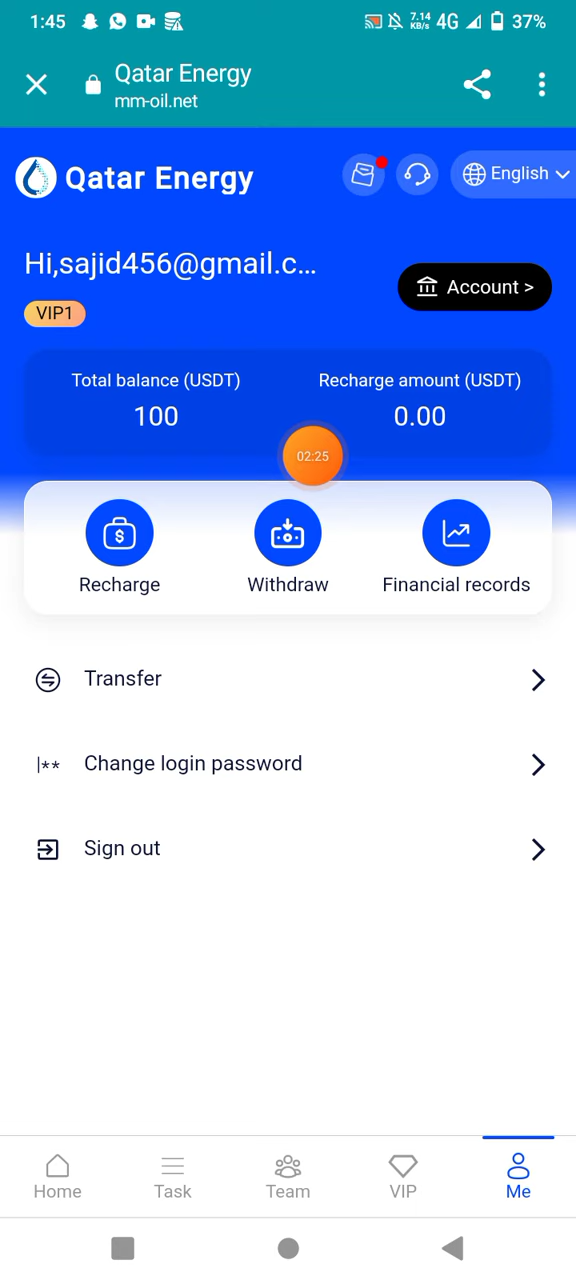 1:45 7.14 KB/s 4G 37%
Qatar Energy
mm-oil.net
Qatar Energy English
Hi,sajid456@gmail.c...
VIP1
Account >
Total balance (USDT) Recharge amount (USDT)
100 0.00
02:25
Recharge Withdraw Financial records
Transfer
|** Change login password
Sign out
Home Task Team VIP Me